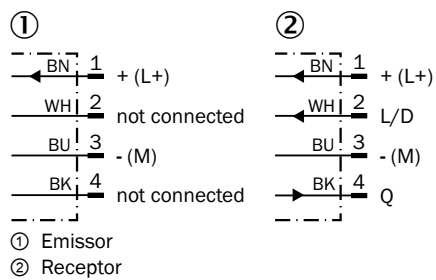 ① ②
BN 1 + (L+) BN 1 + (L+)
WH 2 not connected WH 2 L/D
BU 3 - (M) BU 3 - (M)
BK 4 not connected BK 4 Q
① Emissor
② Receptor